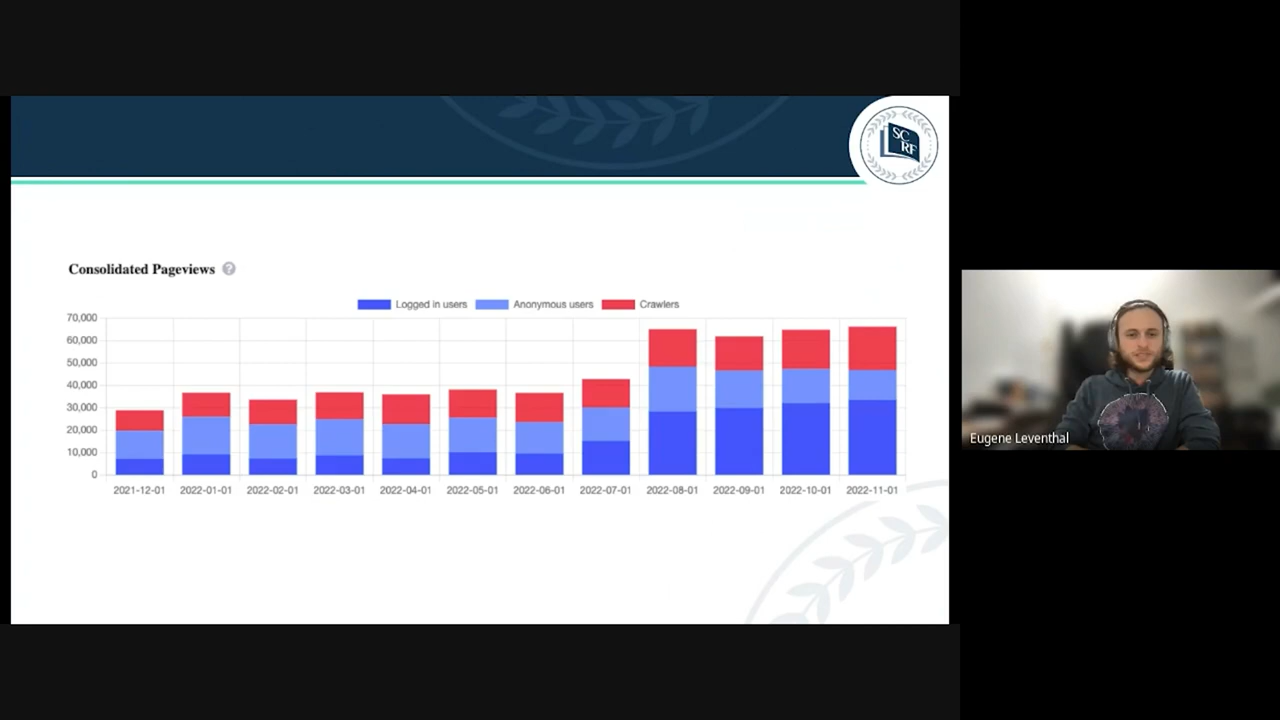 SC
RF
Consolidated Pageviews ?
Logged in users Anonymous users Crawlers
70,000
60,000
50,000
40,000
30,000
20,000
10,000
0
2021-12-01 2022-01-01 2022-02-01 2022-03-01 2022-04-01 2022-05-01 2022-06-01 2022-07-01 2022-08-01 2022-09-01 2022-10-01 2022-11-01
Eugene Leventhal